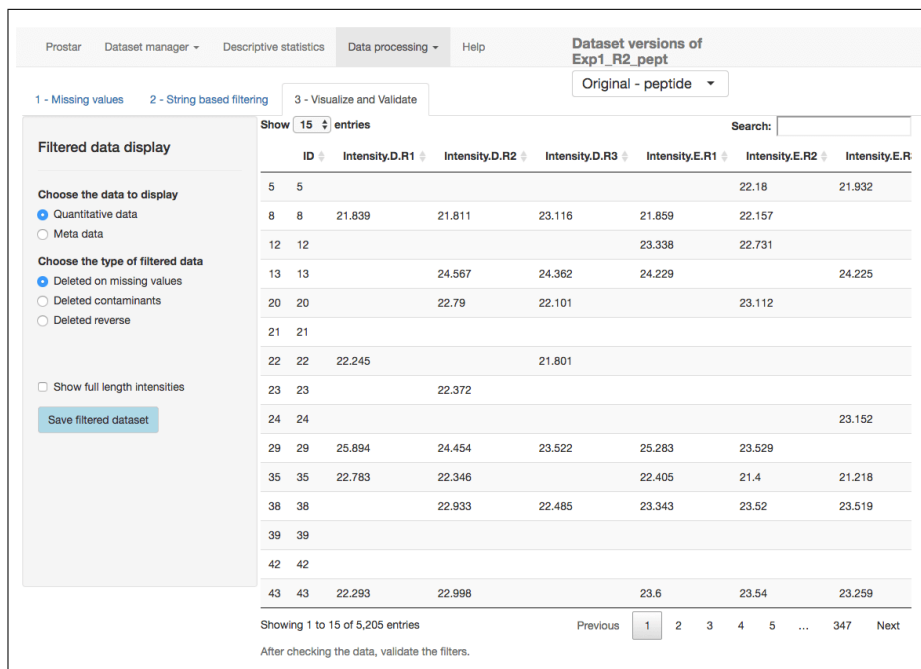 Prostar Dataset manager Descriptive statistics Data processing Help
Dataset versions of
Exp1_R2_pept
Original - peptide
1 - Missing values 2 - String based filtering 3 - Visualize and Validate
Filtered data display
Choose the data to display
Quantitative data
Meta data
Choose the type of filtered data
Deleted on missing values
Deleted contaminants
Deleted reverse
Show full length intensities
Save filtered dataset
Show 15 entries Search:
ID Intensity.D.R1 Intensity.D.R2 Intensity.D.R3 Intensity.E.R1 Intensity.E.R2 Intensity.E.R3
5 5 22.18 21.932
8 8 21.839 21.811 23.116 21.859 22.157
12 12 23.338 22.731
13 13 24.567 24.362 24.229 24.225
20 20 22.79 22.101 23.112
21 21
22 22 22.245 21.801
23 23 22.372
24 24 23.152
29 29 25.894 24.454 23.522 25.283 23.529
35 35 22.783 22.346 22.405 21.4 21.218
38 38 22.933 22.485 23.343 23.52 23.519
39 39
42 42
43 43 22.293 22.998 23.6 23.54 23.259
Showing 1 to 15 of 5,205 entries Previous 1 2 3 4 5 ... 347 Next
After checking the data, validate the filters.